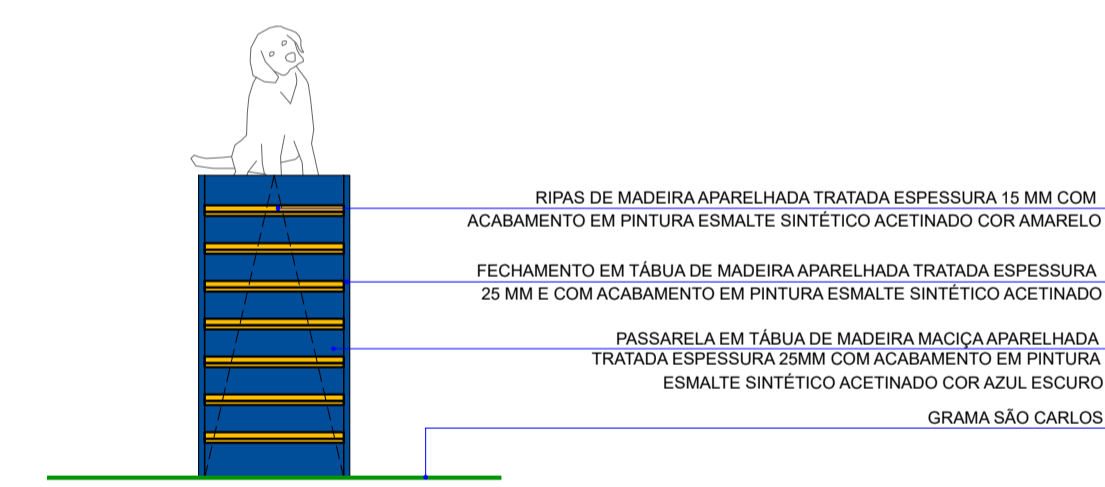 RIPAS DE MADEIRA APARELHADA TRATADA ESPESSURA 15 MM COM
ACABAMENTO EM PINTURA ESMALTE SINTÉTICO ACETINADO COR AMARELO
FECHAMENTO EM TÁBUA DE MADEIRA APARELHADA TRATADA ESPESSURA
25 MM E COM ACABAMENTO EM PINTURA ESMALTE SINTÉTICO ACETINADO
PASSARELA EM TÁBUA DE MADEIRA MACIÇA APARELHADA
TRATADA ESPESSURA 25MM COM ACABAMENTO EM PINTURA
ESMALTE SINTÉTICO ACETINADO COR AZUL ESCURO
GRAMA SÃO CARLOS